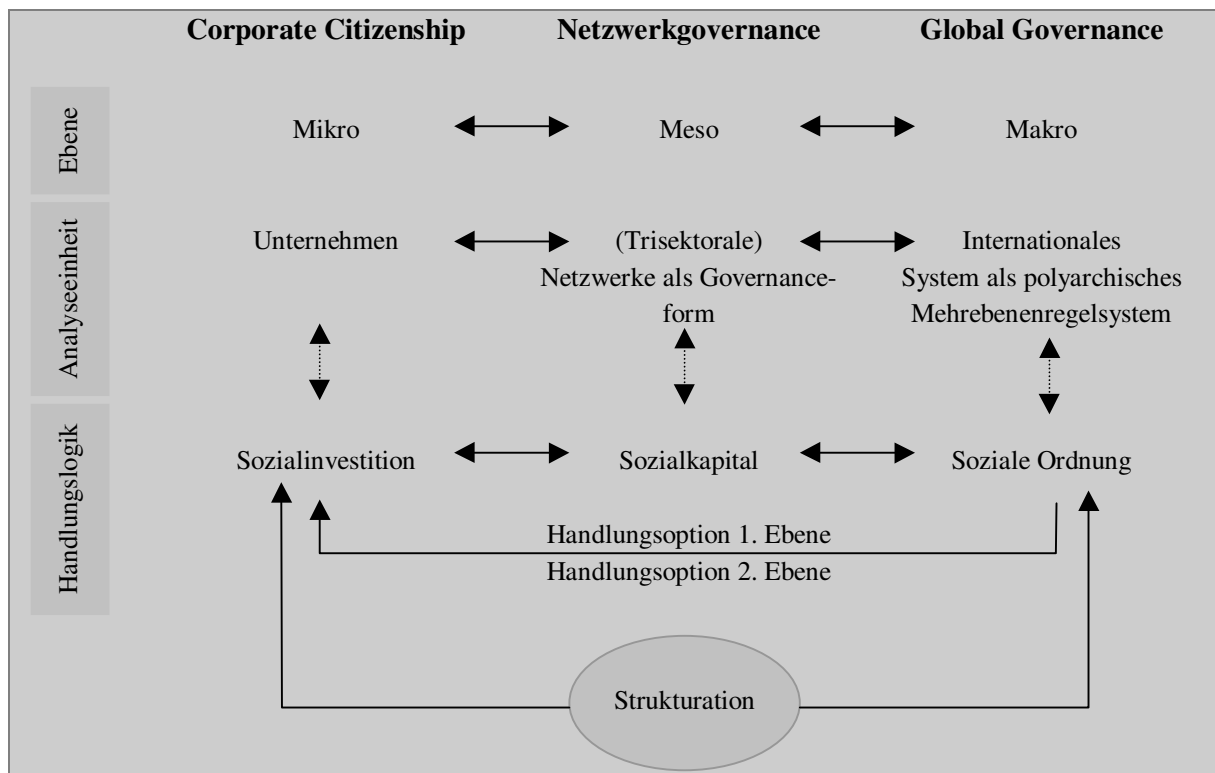 Corporate Citizenship Netzwerkgovernance Global Governance
Ebene
Mikro Meso Makro
Analyseeinheit
Unternehmen (Trisektorale) Internationales
Netzwerke als Governance- System als polyarchisches
form Mehrebenenregelsystem
Handlungslogik
Sozialinvestition Sozialkapital Soziale Ordnung
Handlungsoption 1. Ebene
Handlungsoption 2. Ebene
Strukturation